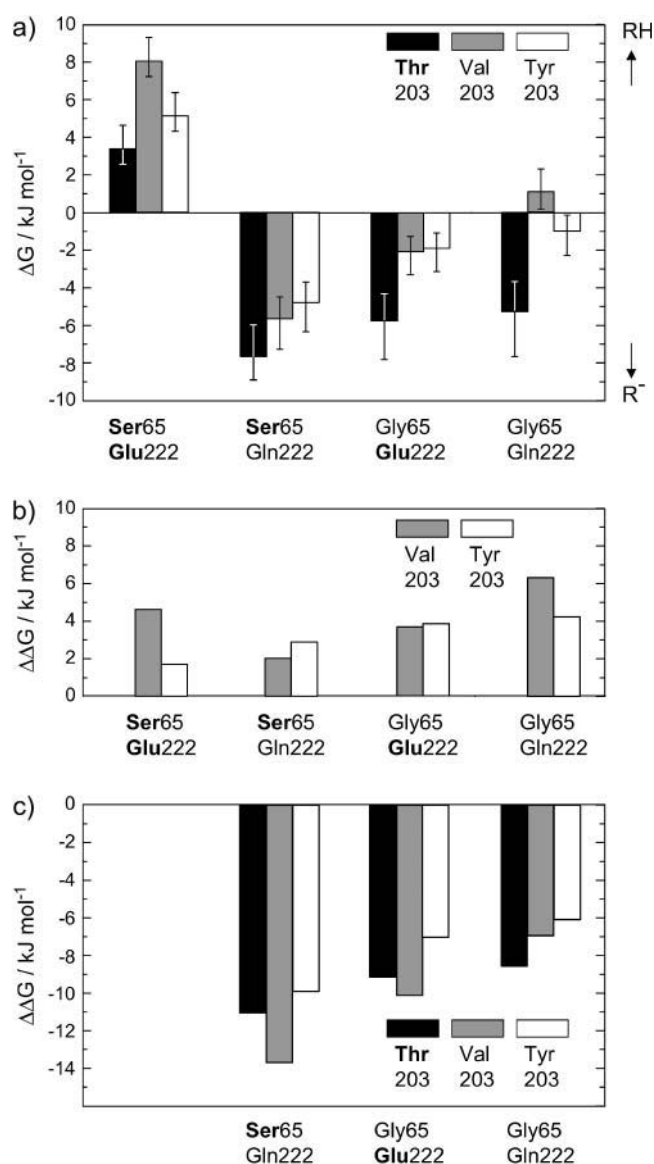 a)
10
8
6
4
2
0
-2
-4
-6
-8
-10
ΔG / kJ mol⁻¹
Thr Val Tyr
203 203 203
RH
R⁻
Ser65 Ser65 Gly65 Gly65
Glu222 Gln222 Glu222 Gln222
b)
10
8
6
4
2
0
ΔΔG / kJ mol⁻¹
Val Tyr
203 203
Ser65 Ser65 Gly65 Gly65
Glu222 Gln222 Glu222 Gln222
c)
0
-2
-4
-6
-8
-10
-12
-14
ΔΔG / kJ mol⁻¹
Thr Val Tyr
203 203 203
Ser65 Gly65 Gly65
Gln222 Glu222 Gln222